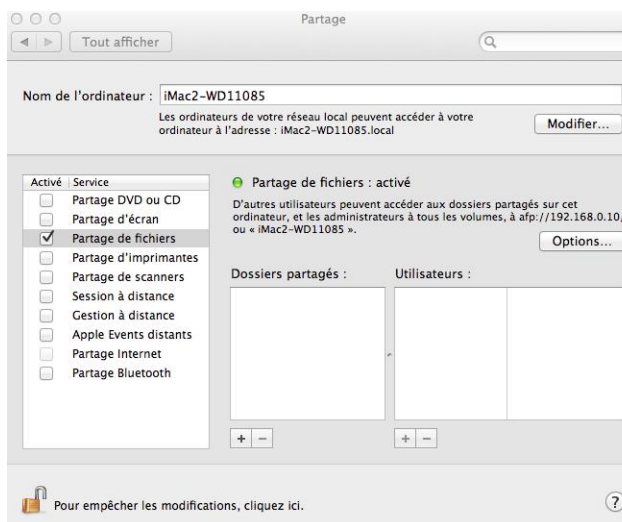 Partage
Tout afficher
Nom de l'ordinateur : iMac2-WD11085
Les ordinateurs de votre réseau local peuvent accéder à votre
ordinateur à l'adresse : iMac2-WD11085.local
Modifier...
Activé Service
Partage DVD ou CD
Partage d'écran
Partage de fichiers
Partage d'imprimantes
Partage de scanners
Session à distance
Gestion à distance
Apple Events distants
Partage Internet
Partage Bluetooth
Partage de fichiers : activé
D'autres utilisateurs peuvent accéder aux dossiers partagés sur cet
ordinateur, et les administrateurs à tous les volumes, à afp://192.168.0.10/
ou « iMac2-WD11085 ».
Options...
Dossiers partagés : Utilisateurs :
+ − + −
Pour empêcher les modifications, cliquez ici.
?